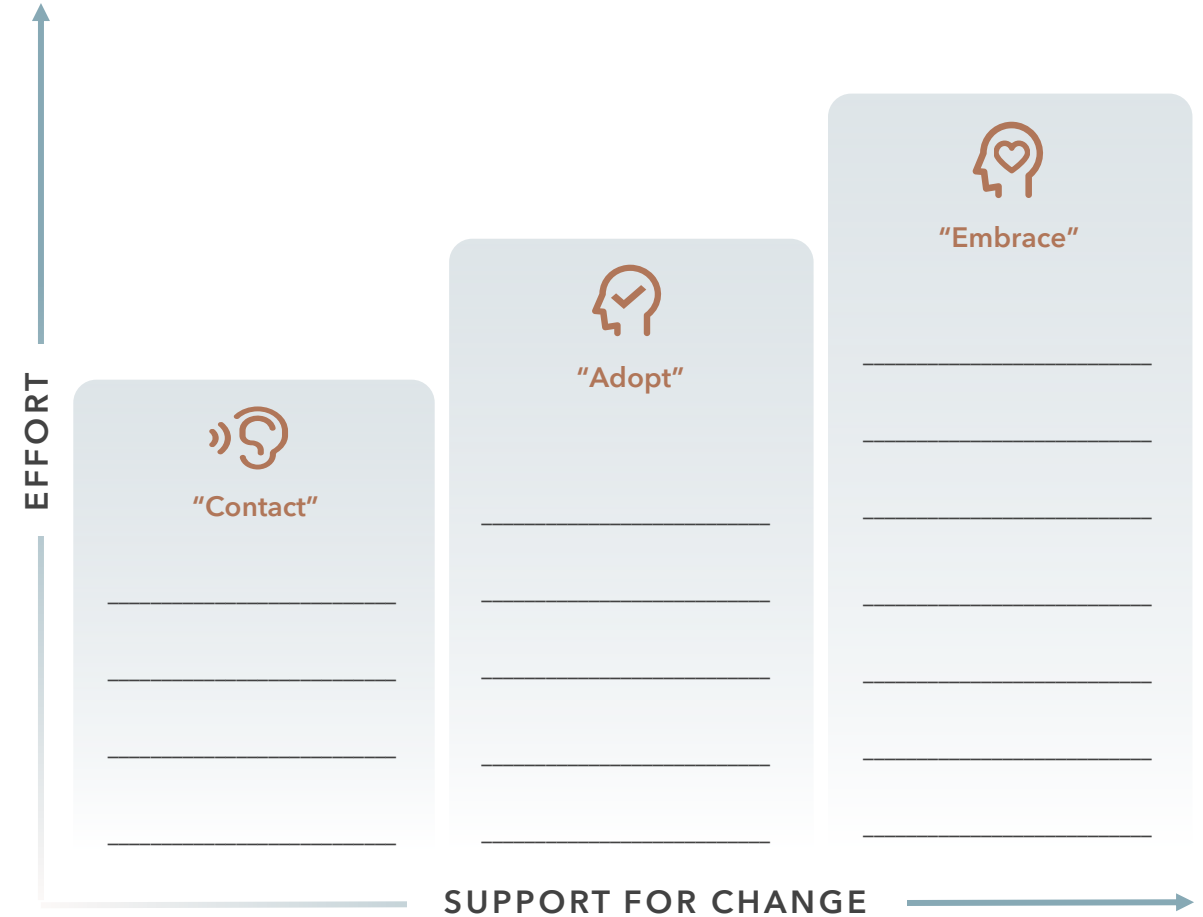 “Embrace”
“Adopt”
“Contact”
EFFORT
SUPPORT FOR CHANGE